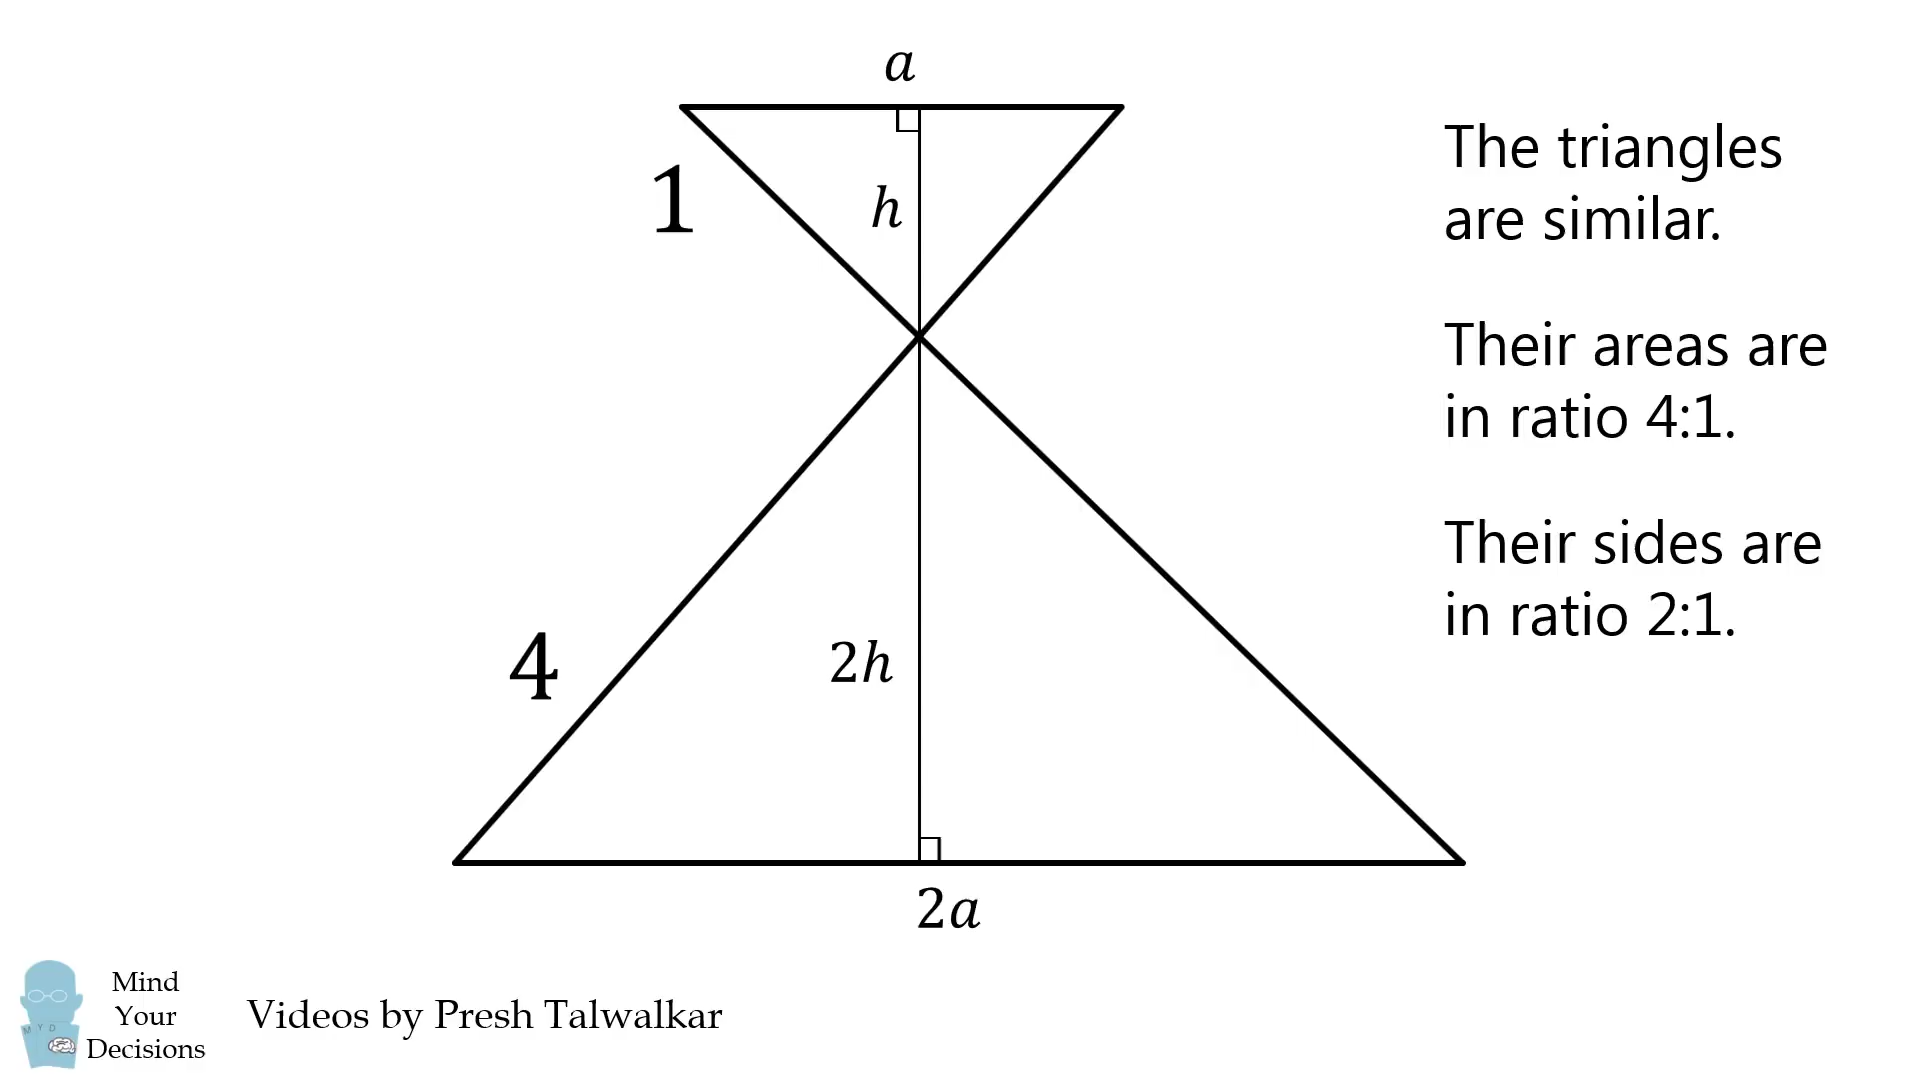 a
1
h
4
2h
2a
The triangles
are similar.
Their areas are
in ratio 4:1.
Their sides are
in ratio 2:1.
M Y D
Mind
Your
Decisions
Videos by Presh Talwalkar